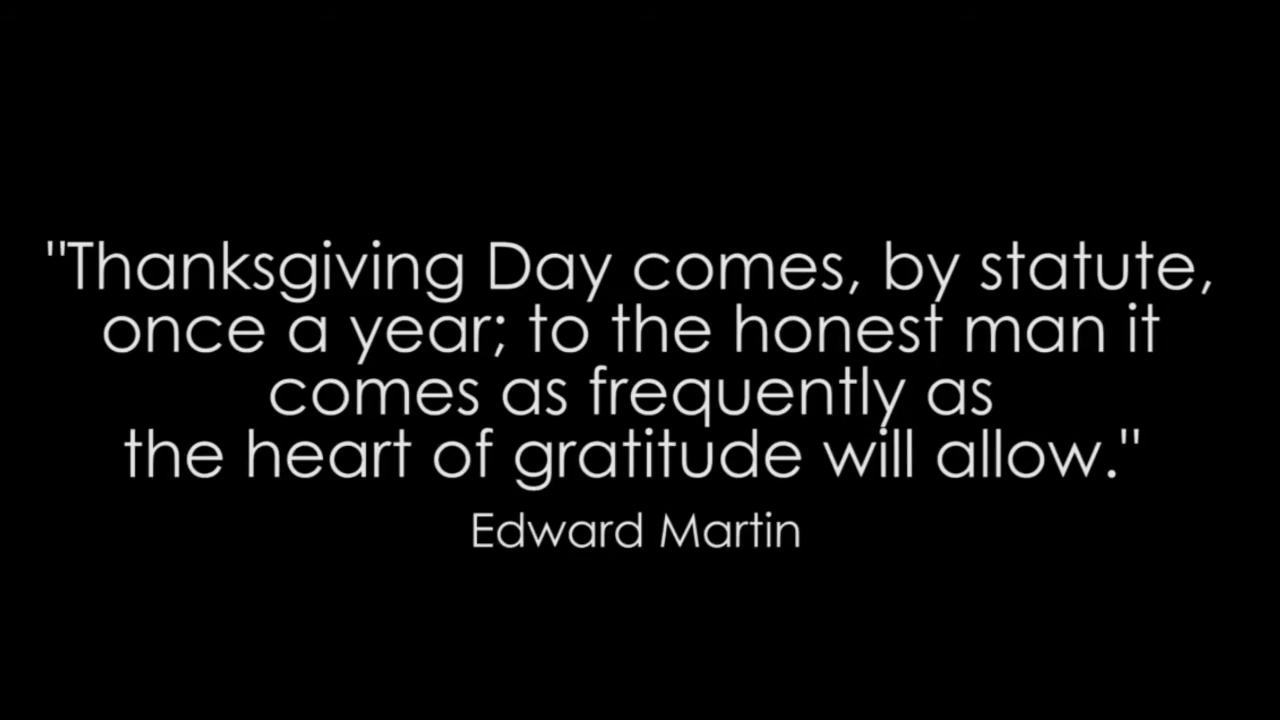 "Thanksgiving Day comes, by statute,
once a year; to the honest man it
comes as frequently as
the heart of gratitude will allow."
Edward Martin